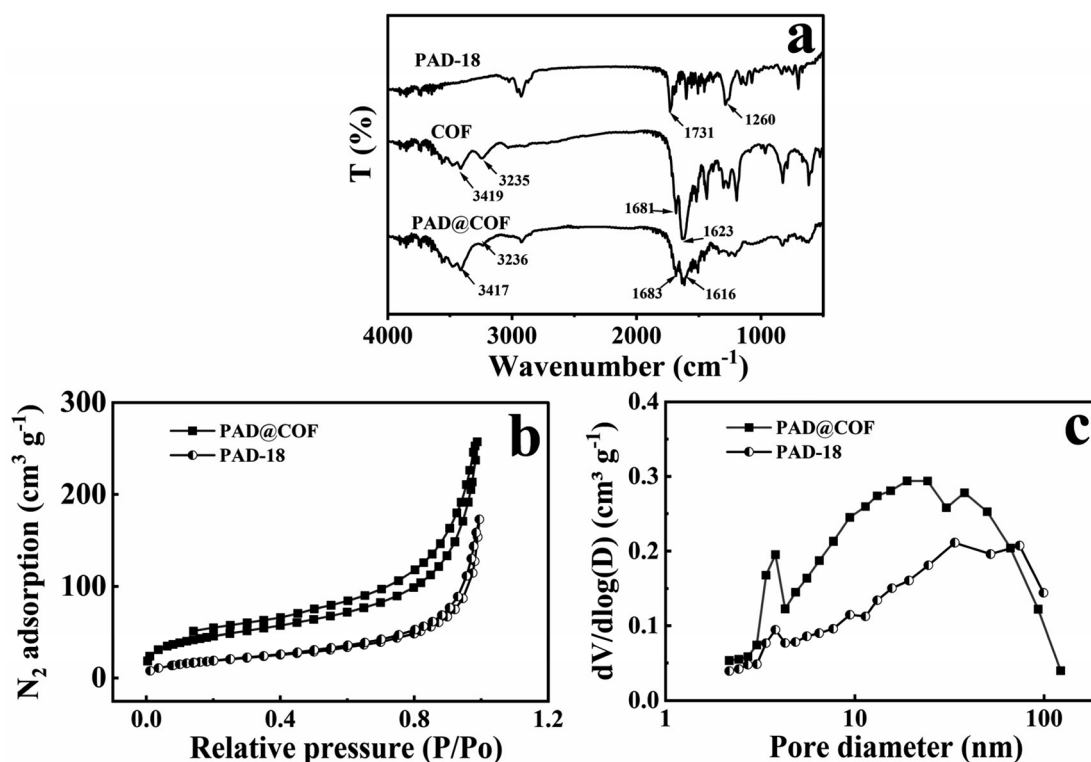 a
PAD-18
1731
1260
COF
3419
3235
1681
1623
PAD@COF
3417
3236
1683
1616
T (%)
4000 3000 2000 1000
Wavenumber (cm⁻¹)
b
PAD@COF
PAD-18
300
200
100
0
N₂ adsorption (cm³ g⁻¹)
0.0 0.4 0.8 1.2
Relative pressure (P/Po)
c
PAD@COF
PAD-18
0.4
0.3
0.2
0.1
0.0
dV/dlog(D) (cm³ g⁻¹)
1 10 100
Pore diameter (nm)